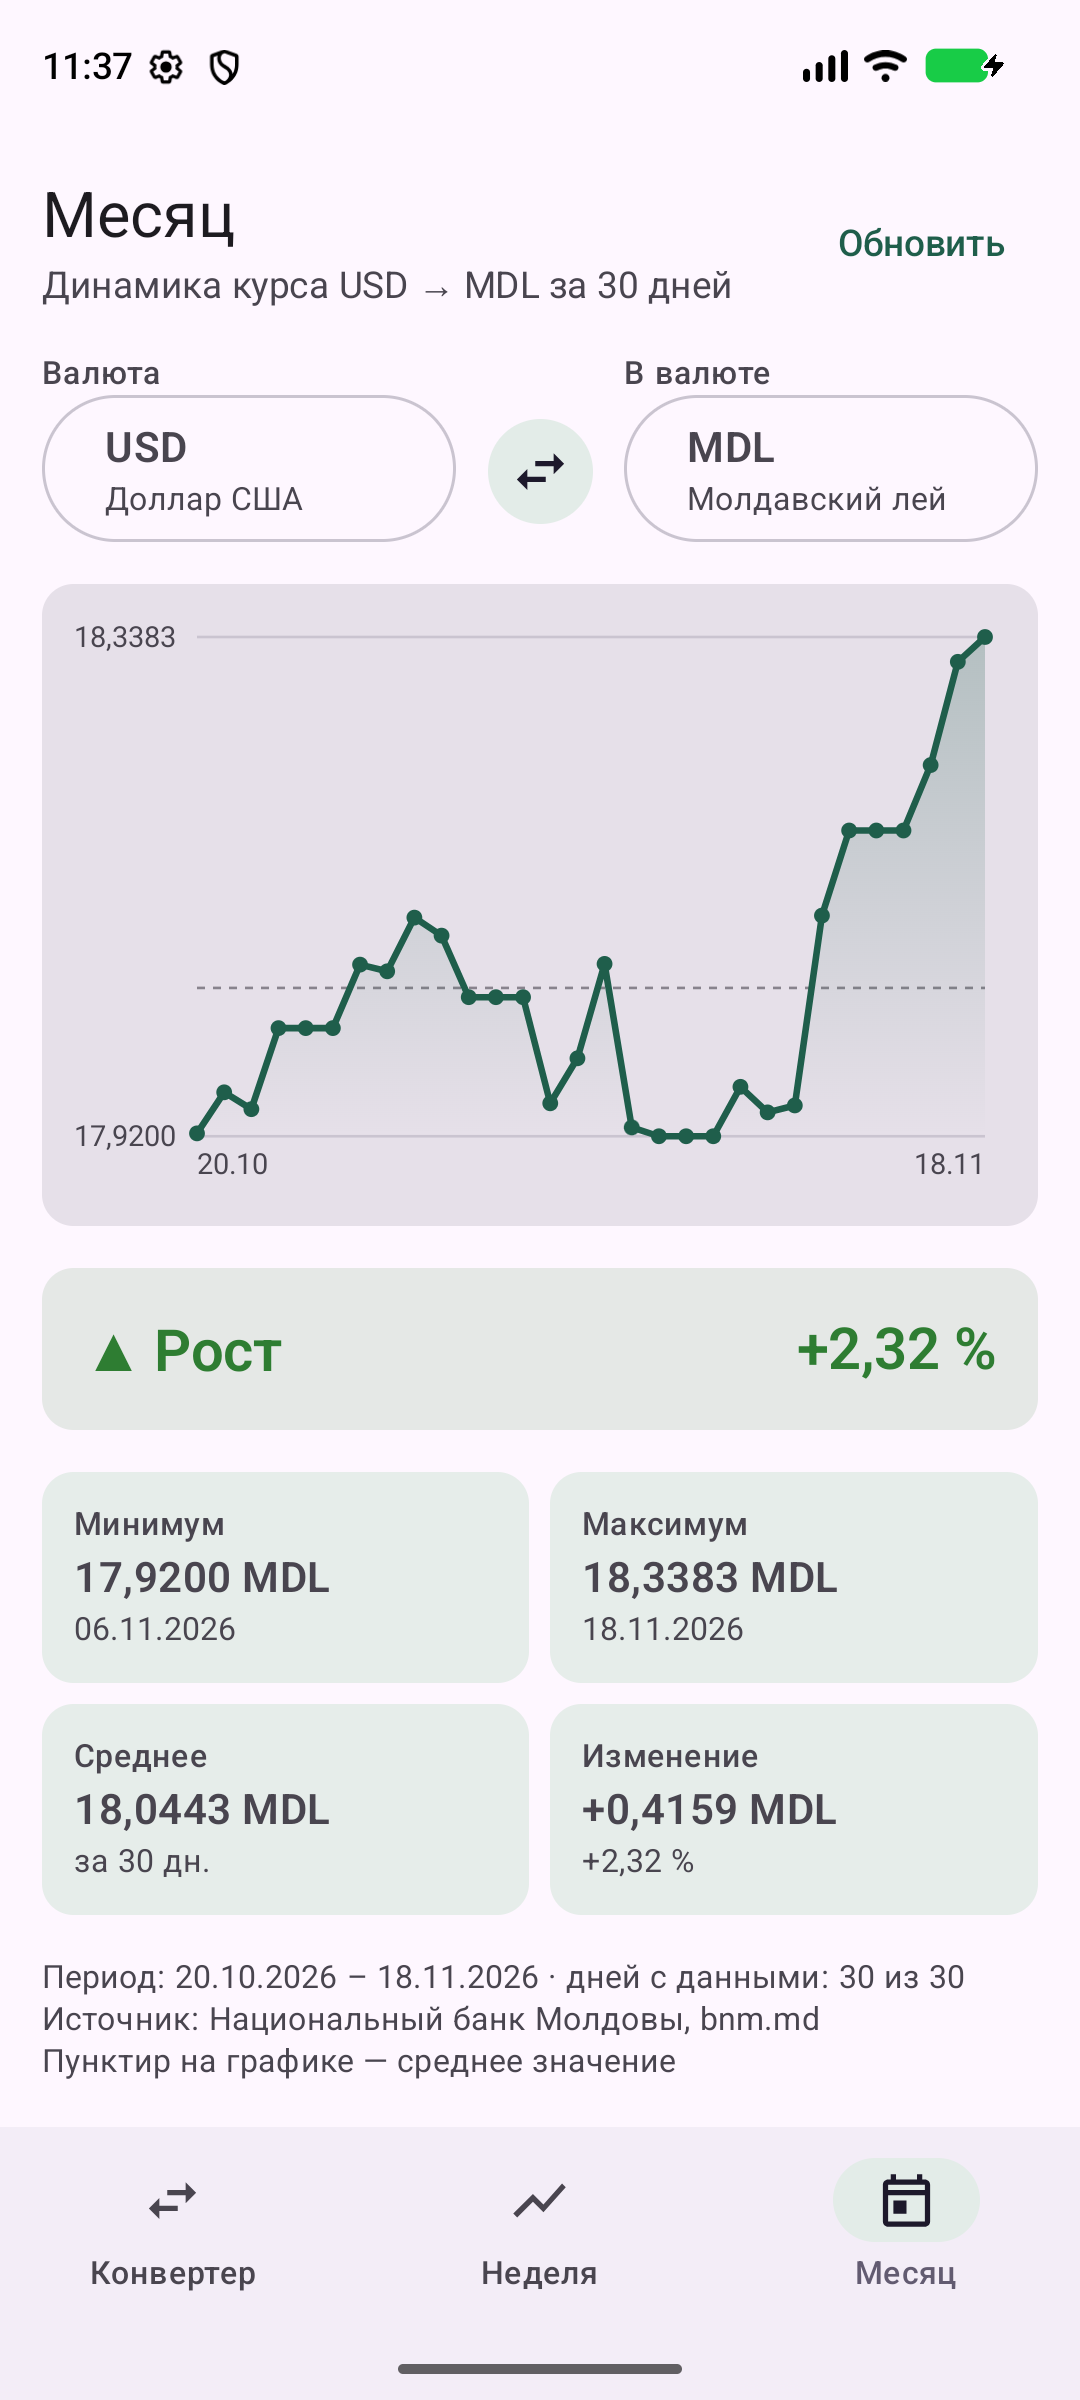 11:37
Месяц
Обновить
Динамика курса USD → MDL за 30 дней
Валюта
В валюте
USD
Доллар США
MDL
Молдавский лей
18,3383
17,9200
20.10
18.11
▲ Рост
+2,32 %
Минимум
17,9200 MDL
06.11.2026
Максимум
18,3383 MDL
18.11.2026
Среднее
18,0443 MDL
за 30 дн.
Изменение
+0,4159 MDL
+2,32 %
Период: 20.10.2026 – 18.11.2026 · дней с данными: 30 из 30
Источник: Национальный банк Молдовы, bnm.md
Пунктир на графике — среднее значение
Конвертер
Неделя
Месяц